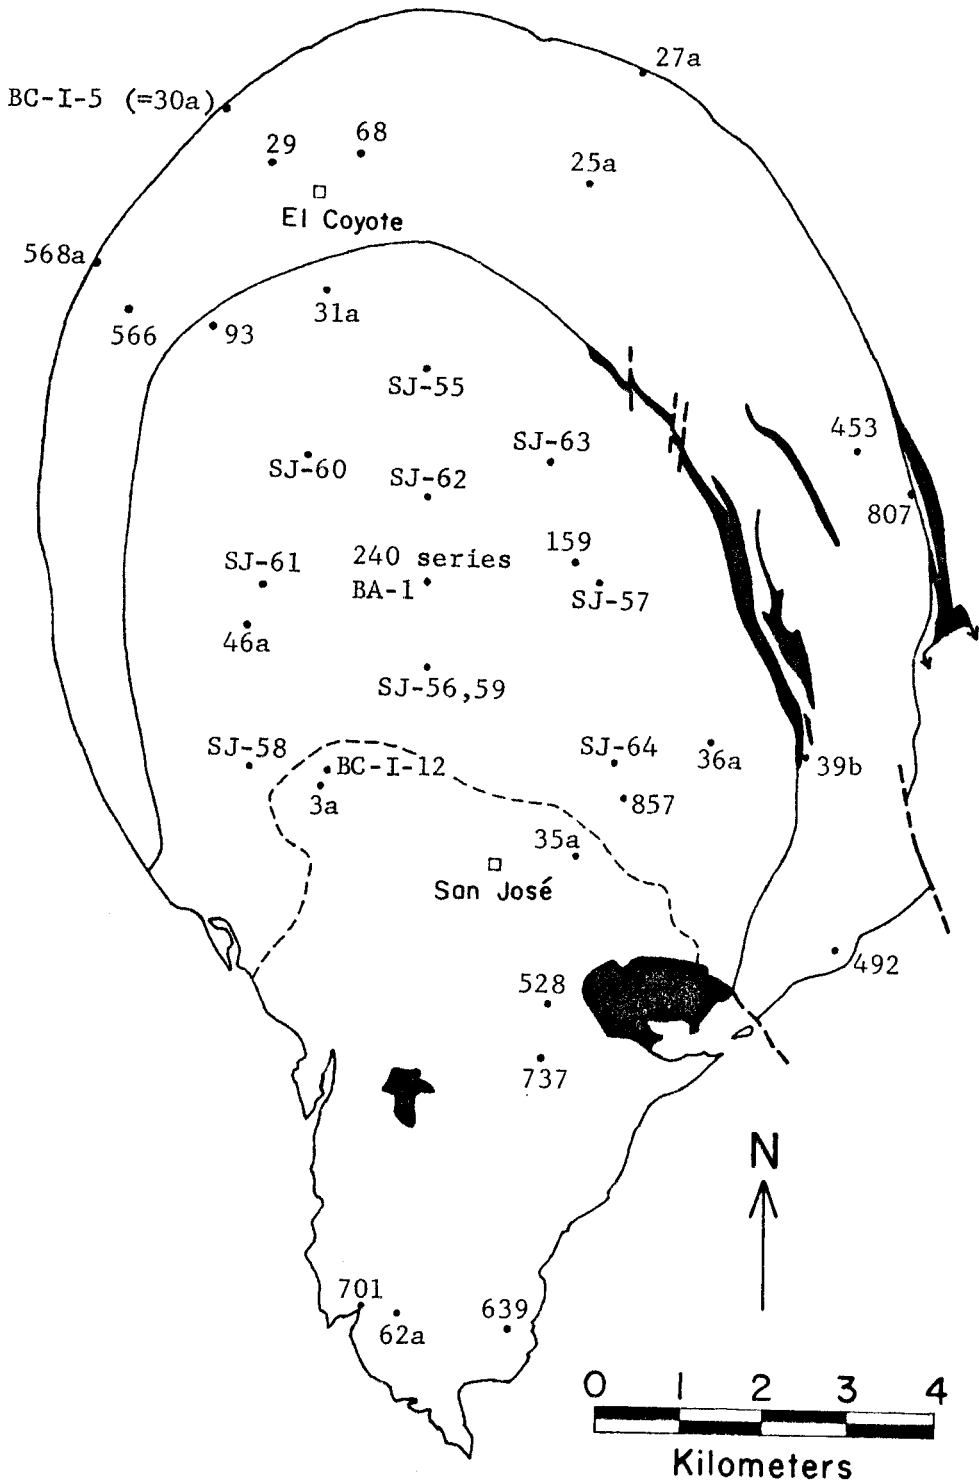 27a
BC-I-5 (=30a)
29
68
25a
El Coyote
568a
566
93
31a
SJ-55
SJ-63
453
SJ-60
SJ-62
807
SJ-61
240 series
159
BA-1
SJ-57
46a
SJ-56,59
SJ-58
BC-I-12
SJ-64
36a
39b
3a
857
35a
San José
492
528
737
N
701
62a
639
0 1 2 3 4
Kilometers